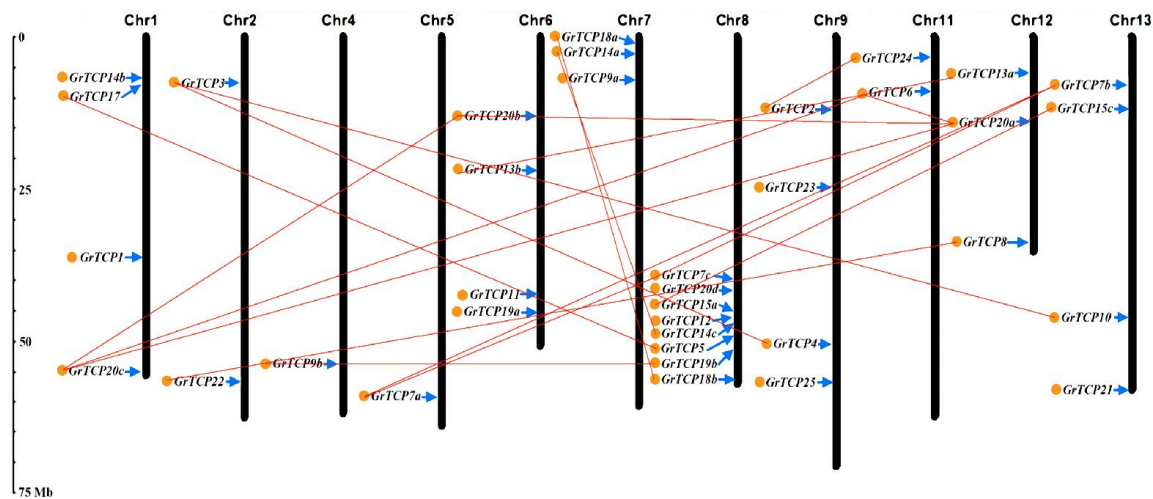 Chr1 Chr2 Chr4 Chr5 Chr6 Chr7 Chr8 Chr9 Chr11 Chr12 Chr13
0
25
50
75 Mb
GrTCP14b
GrTCP17
GrTCP1
GrTCP20c
GrTCP3
GrTCP22
GrTCP9b
GrTCP7a
GrTCP20b
GrTCP13b
GrTCP11
GrTCP19a
GrTCP18a
GrTCP14a
GrTCP9a
GrTCP7c
GrTCP20d
GrTCP15a
GrTCP12
GrTCP14c
GrTCP5
GrTCP19b
GrTCP18b
GrTCP2
GrTCP23
GrTCP4
GrTCP25
GrTCP24
GrTCP6
GrTCP13a
GrTCP20a
GrTCP8
GrTCP7b
GrTCP15c
GrTCP10
GrTCP21